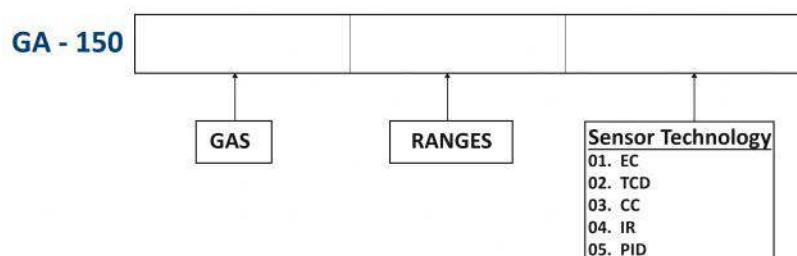 GA - 150
GAS
RANGES
Sensor Technology
01. EC
02. TCD
03. CC
04. IR
05. PID